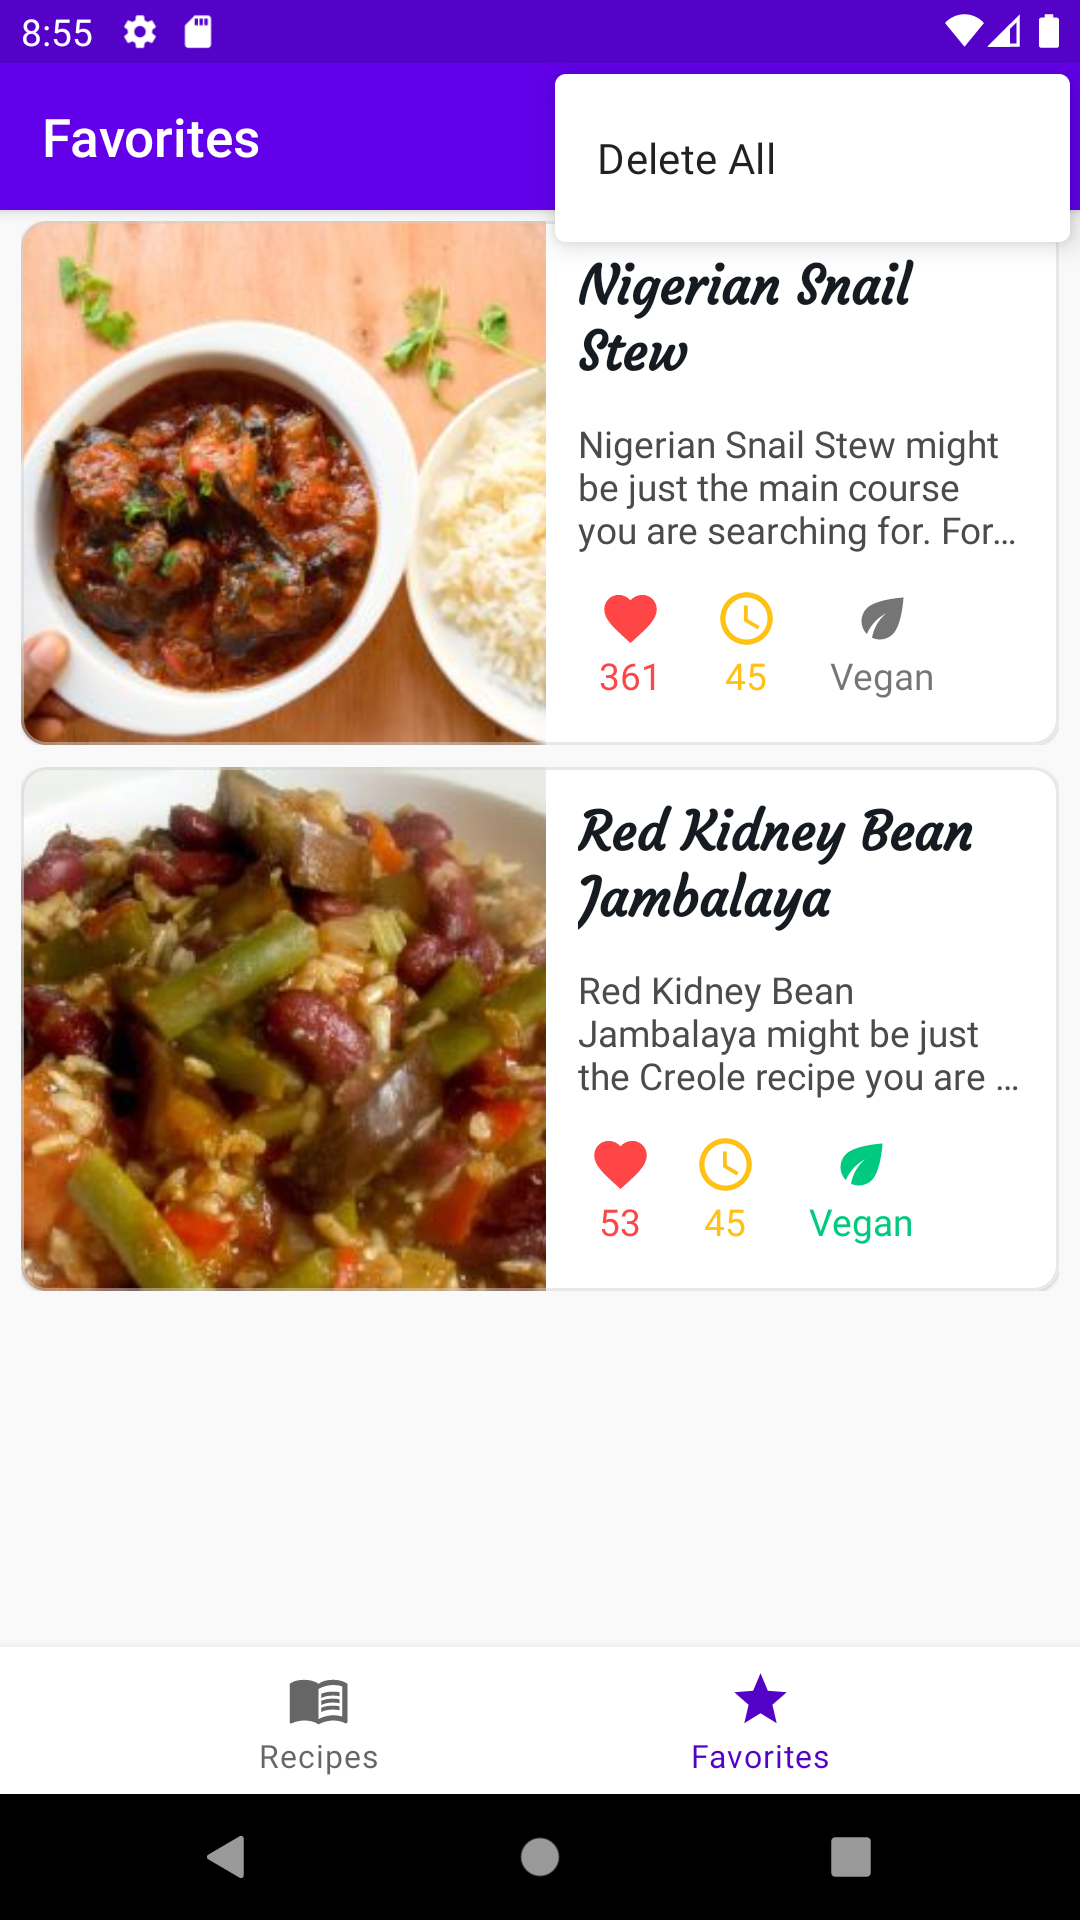 8:55
Favorites
Delete All
Nigerian Snail
Stew
Nigerian Snail Stew might
be just the main course
you are searching for. For…
361 45 Vegan
Red Kidney Bean
Jambalaya
Red Kidney Bean
Jambalaya might be just
the Creole recipe you are …
53 45 Vegan
Recipes Favorites